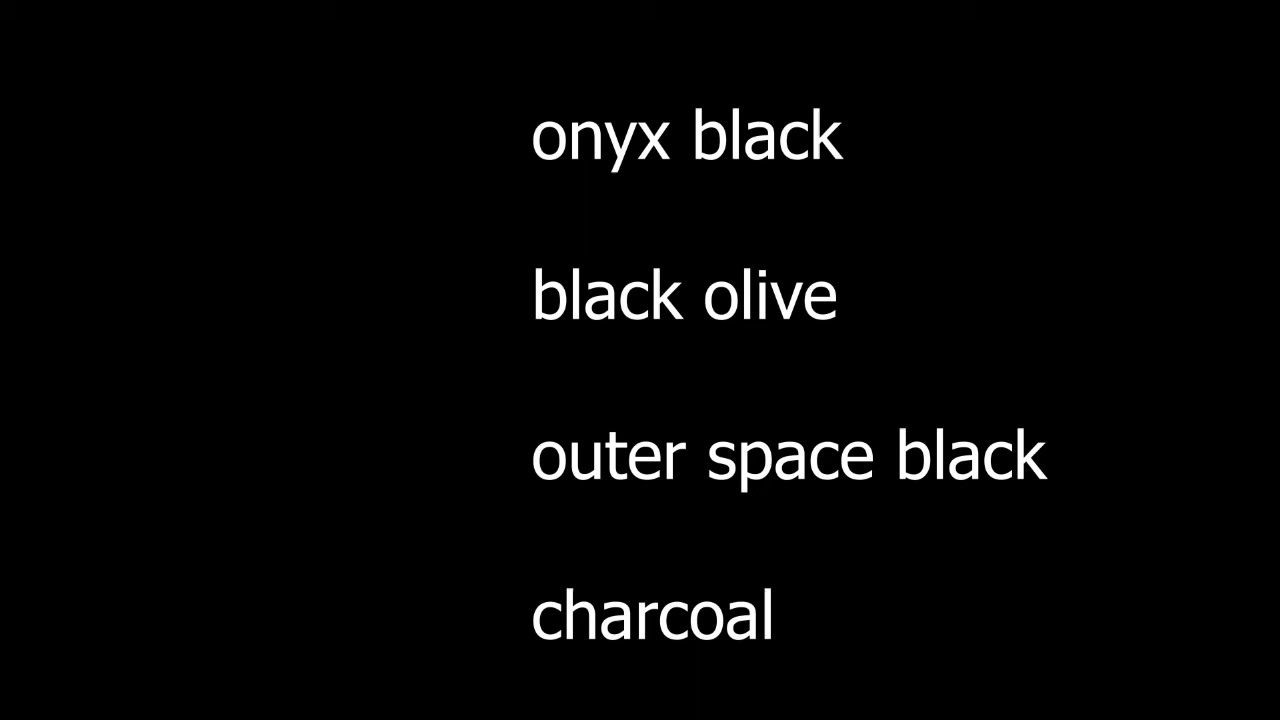 onyx black
black olive
outer space black
charcoal